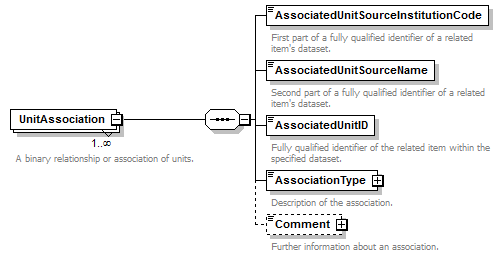 AssociatedUnitSourceInstitutionCode
First part of a fully qualified identifier of a related
item's dataset.
AssociatedUnitSourceName
Second part of a fully qualified identifier of a related
item's dataset.
UnitAssociation
1..∞
A binary relationship or association of units.
AssociatedUnitID
Fully qualified identifier of the related item within the
specified dataset.
AssociationType
Description of the association.
Comment
Further information about an association.